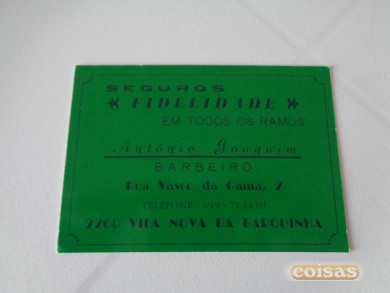 SEGUROS
FIDELIDADE
EM TODOS OS RAMOS
António Joaquim
BARBEIRO
Rua Vasco da Gama, 2
TELEFONE
2260 VILA NOVA DA BARQUINHA
coisas